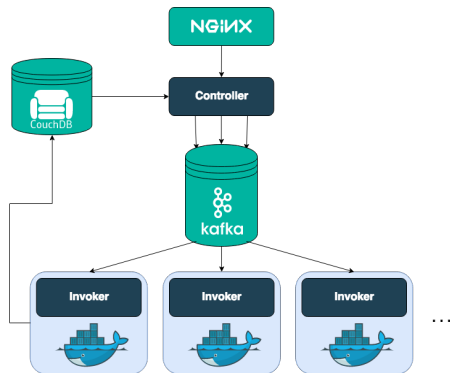 NGINX
Controller
CouchDB
kafka
Invoker
Invoker
Invoker
...